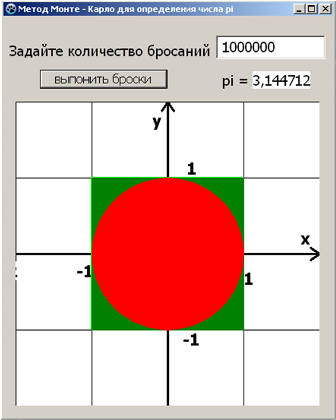 Метод Монте - Карло для определения числа pi
Задайте количество бросаний 1000000
выпонить броски pi = 3,144712
y
1
x
-1 1
-1